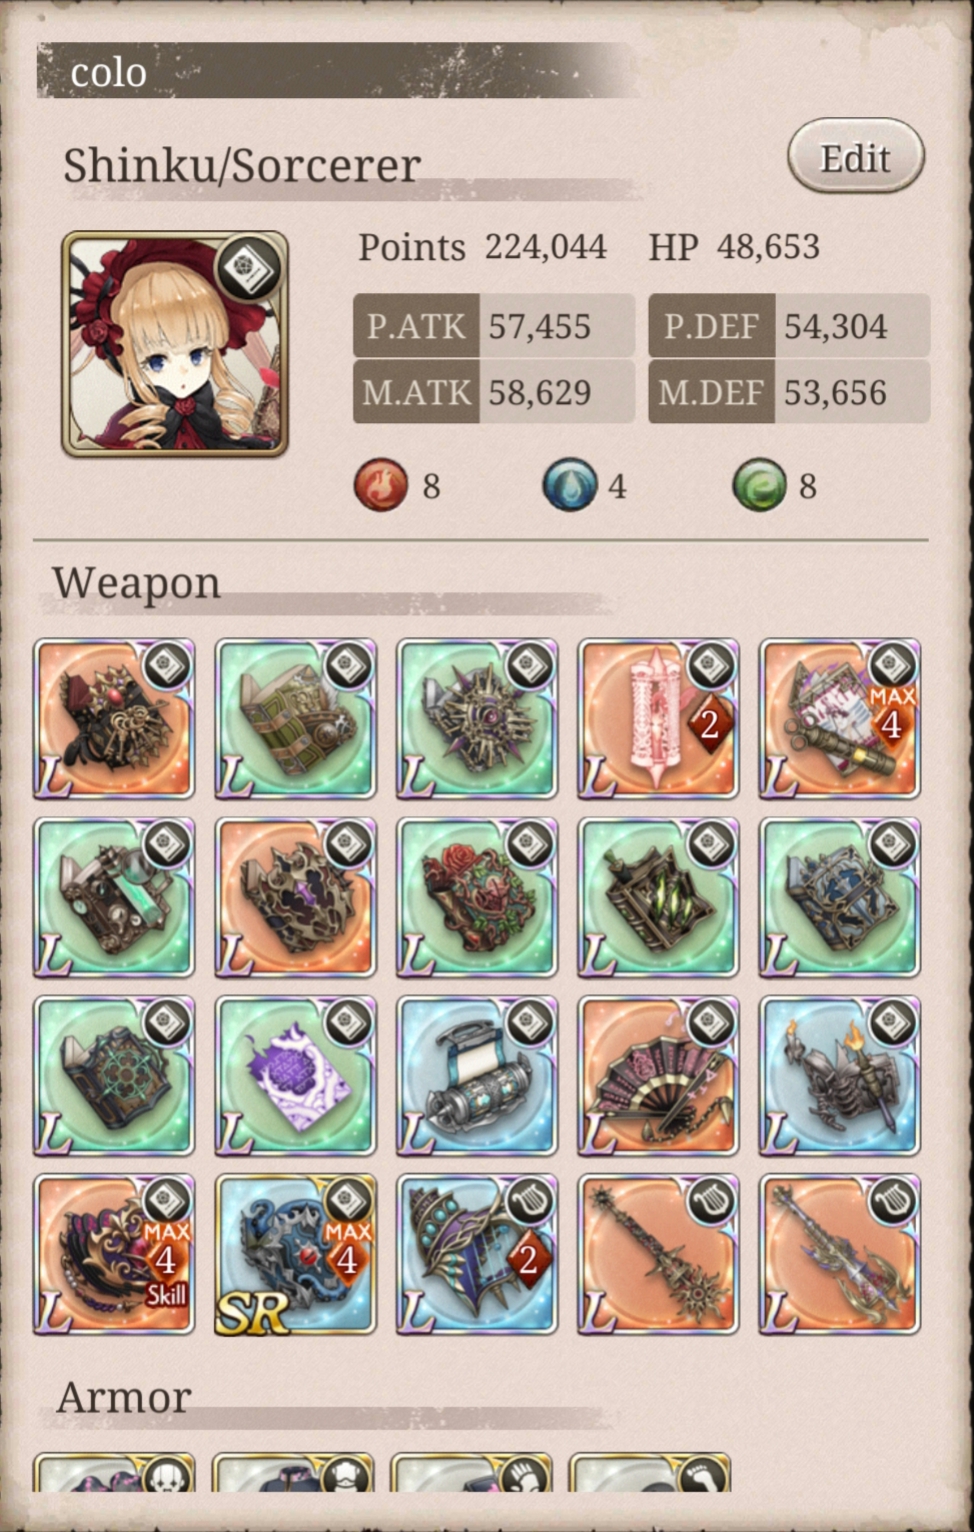 colo
Shinku/Sorcerer
Edit
Points 224,044 HP 48,653
P.ATK 57,455 P.DEF 54,304
M.ATK 58,629 M.DEF 53,656
8 4 8
Weapon
L L L L 2 L MAX 4
L L L L L
L L L L L
L MAX 4 Skill SR MAX 4 L 2 L L
Armor